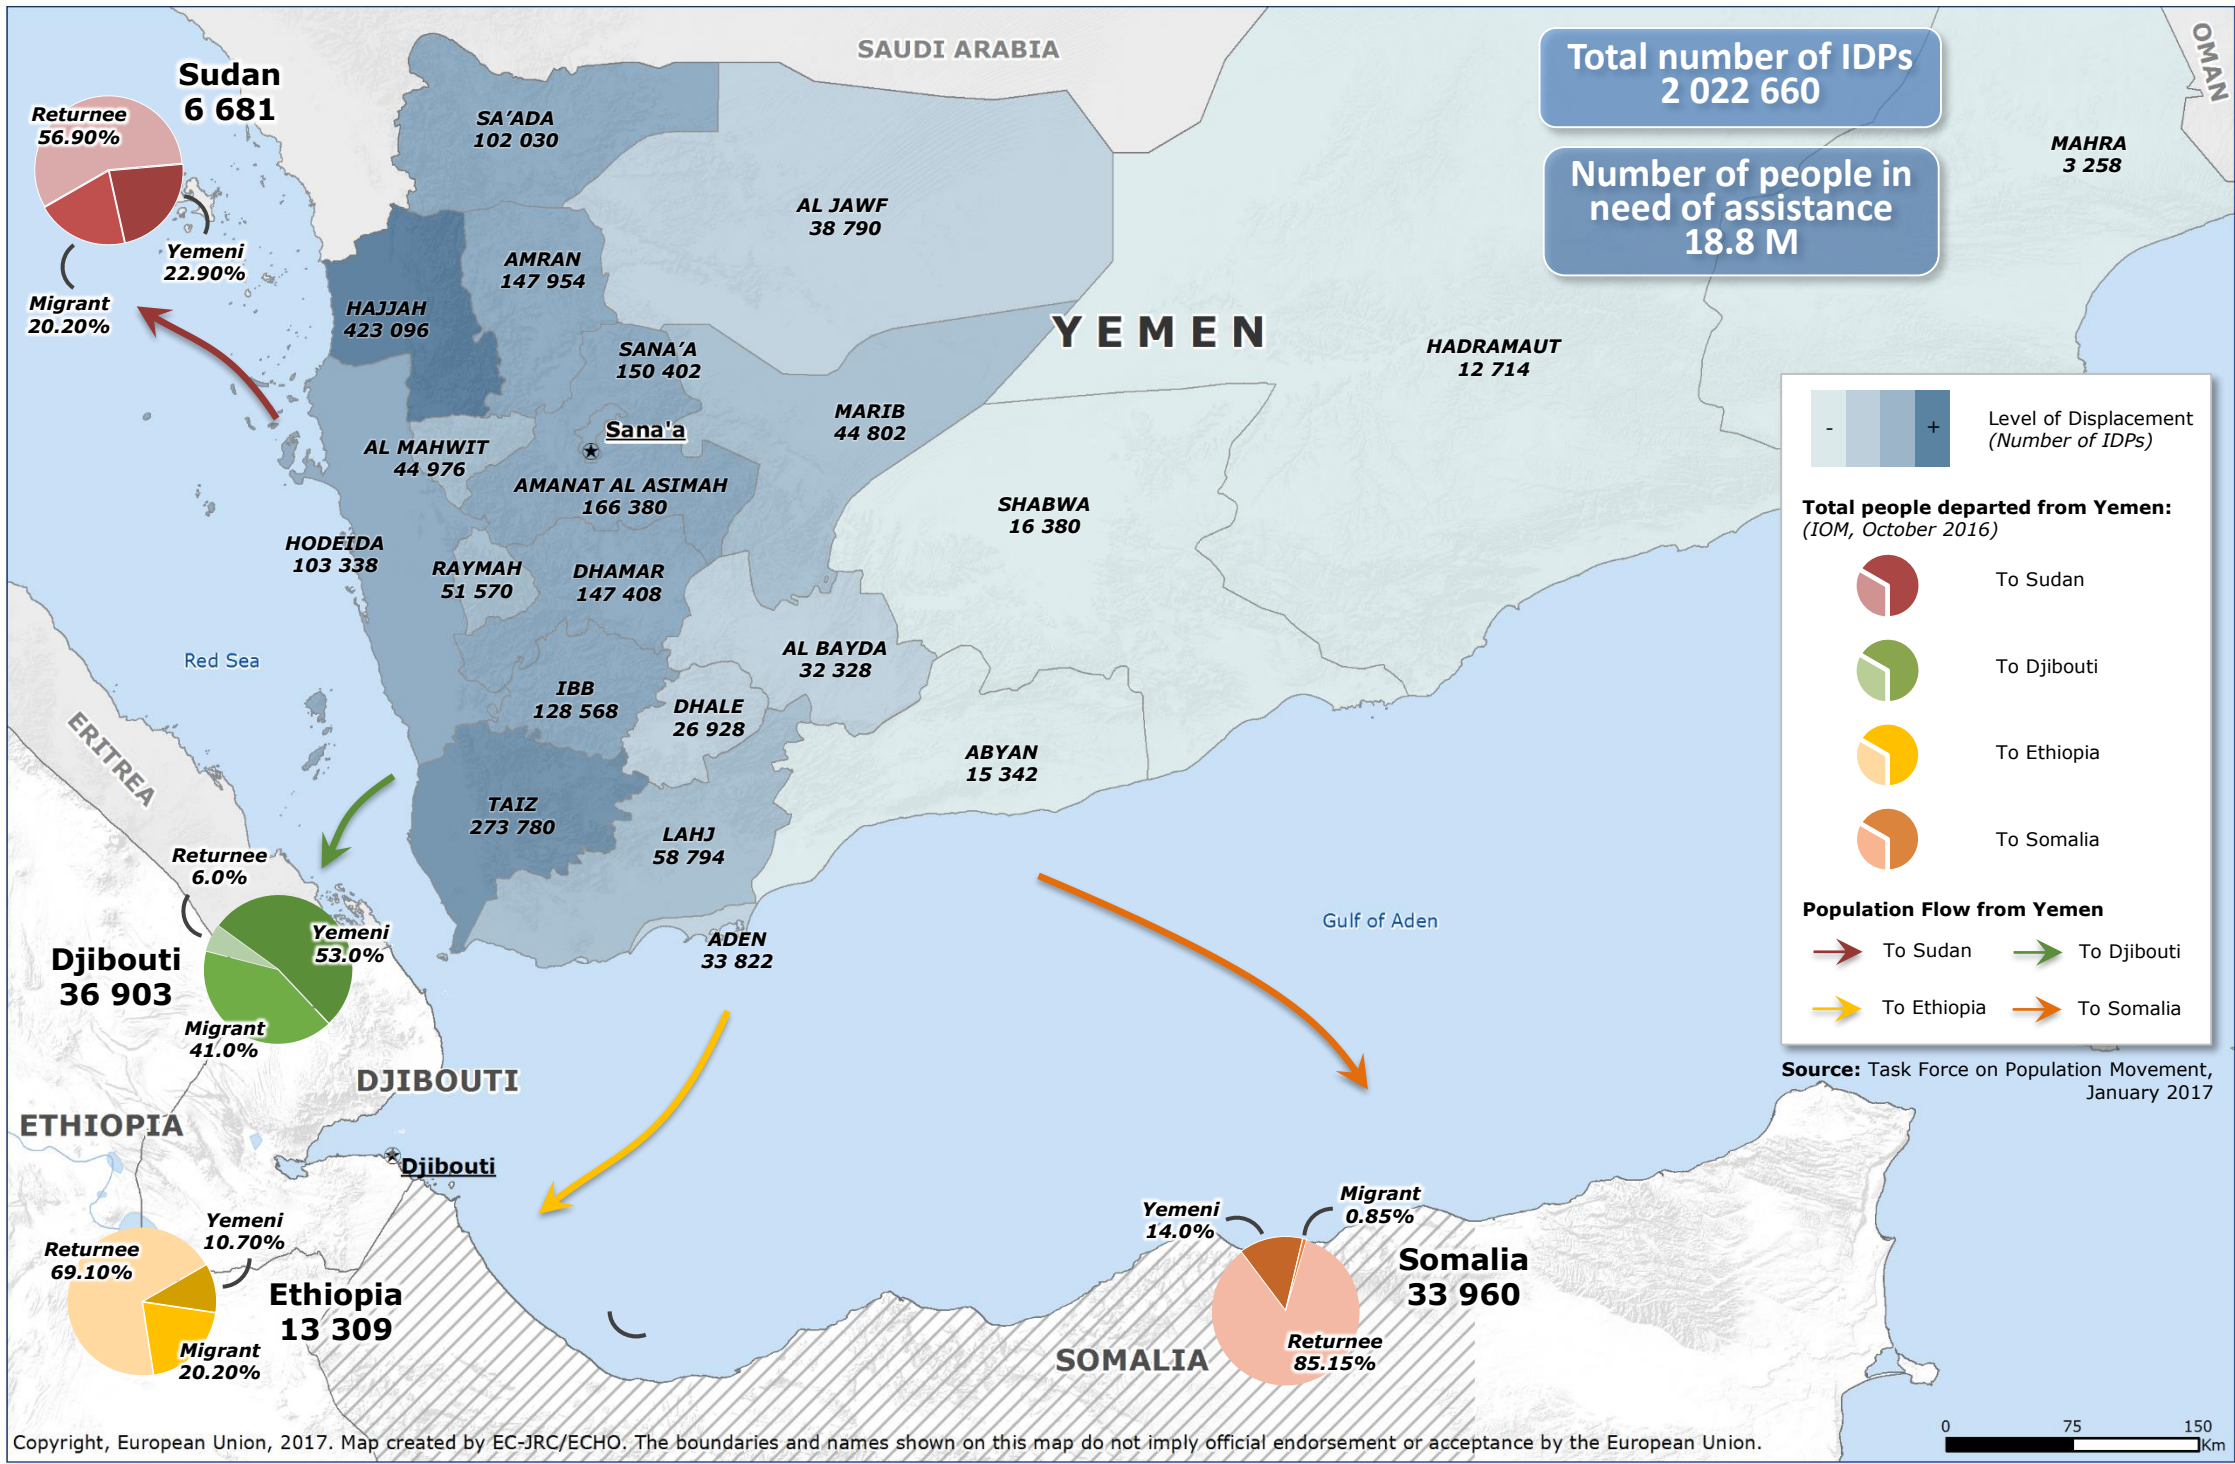 SAUDI ARABIA
OMAN
Total number of IDPs
2 022 660
Number of people in
need of assistance
18.8 M
Sudan
6 681
Returnee
56.90%
Yemeni
22.90%
Migrant
20.20%
SA'ADA
102 030
AL JAWF
38 790
MAHRA
3 258
AMRAN
147 954
HAJJAH
423 096
YEMEN
SANA'A
150 402
HADRAMAUT
12 714
MARIB
44 802
Sana'a
AL MAHWIT
44 976
AMANAT AL ASIMAH
166 380
SHABWA
16 380
HODEIDA
103 338
RAYMAH
51 570
DHAMAR
147 408
Red Sea
AL BAYDA
32 328
IBB
128 568
DHALE
26 928
ABYAN
15 342
TAIZ
273 780
LAHJ
58 794
ADEN
33 822
Gulf of Aden
ERITREA
Returnee
6.0%
Yemeni
53.0%
Djibouti
36 903
Migrant
41.0%
DJIBOUTI
ETHIOPIA
Djibouti
Yemeni
10.70%
Returnee
69.10%
Ethiopia
13 309
Migrant
20.20%
Yemeni
14.0%
Migrant
0.85%
Somalia
33 960
Returnee
85.15%
SOMALIA
- +
Level of Displacement
(Number of IDPs)
Total people departed from Yemen:
(IOM, October 2016)
To Sudan
To Djibouti
To Ethiopia
To Somalia
Population Flow from Yemen
To Sudan To Djibouti
To Ethiopia To Somalia
Source: Task Force on Population Movement,
January 2017
0 75 150
Km
Copyright, European Union, 2017. Map created by EC-JRC/ECHO. The boundaries and names shown on this map do not imply official endorsement or acceptance by the European Union.